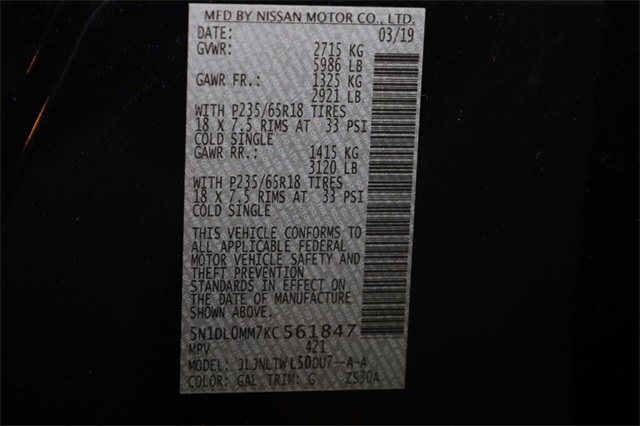 MFD BY NISSAN MOTOR CO., LTD.
DATE: 03/19
GVWR: 2715 KG
5986 LB
GAWR FR.: 1325 KG
2921 LB
WITH P235/65R18 TIRES
18 X 7.5 RIMS AT 33 PSI
COLD SINGLE
GAWR RR.: 1415 KG
3120 LB
WITH P235/65R18 TIRES
18 X 7.5 RIMS AT 33 PSI
COLD SINGLE
THIS VEHICLE CONFORMS TO
ALL APPLICABLE FEDERAL
MOTOR VEHICLE SAFETY AND
THEFT PREVENTION
STANDARDS IN EFFECT ON
THE DATE OF MANUFACTURE
SHOWN ABOVE.
5N1DL0MM7KC561847
MPV 421
MODEL: JLJNLTWL50DU7--A-A
COLOR: GAL TRIM: G ZS30A